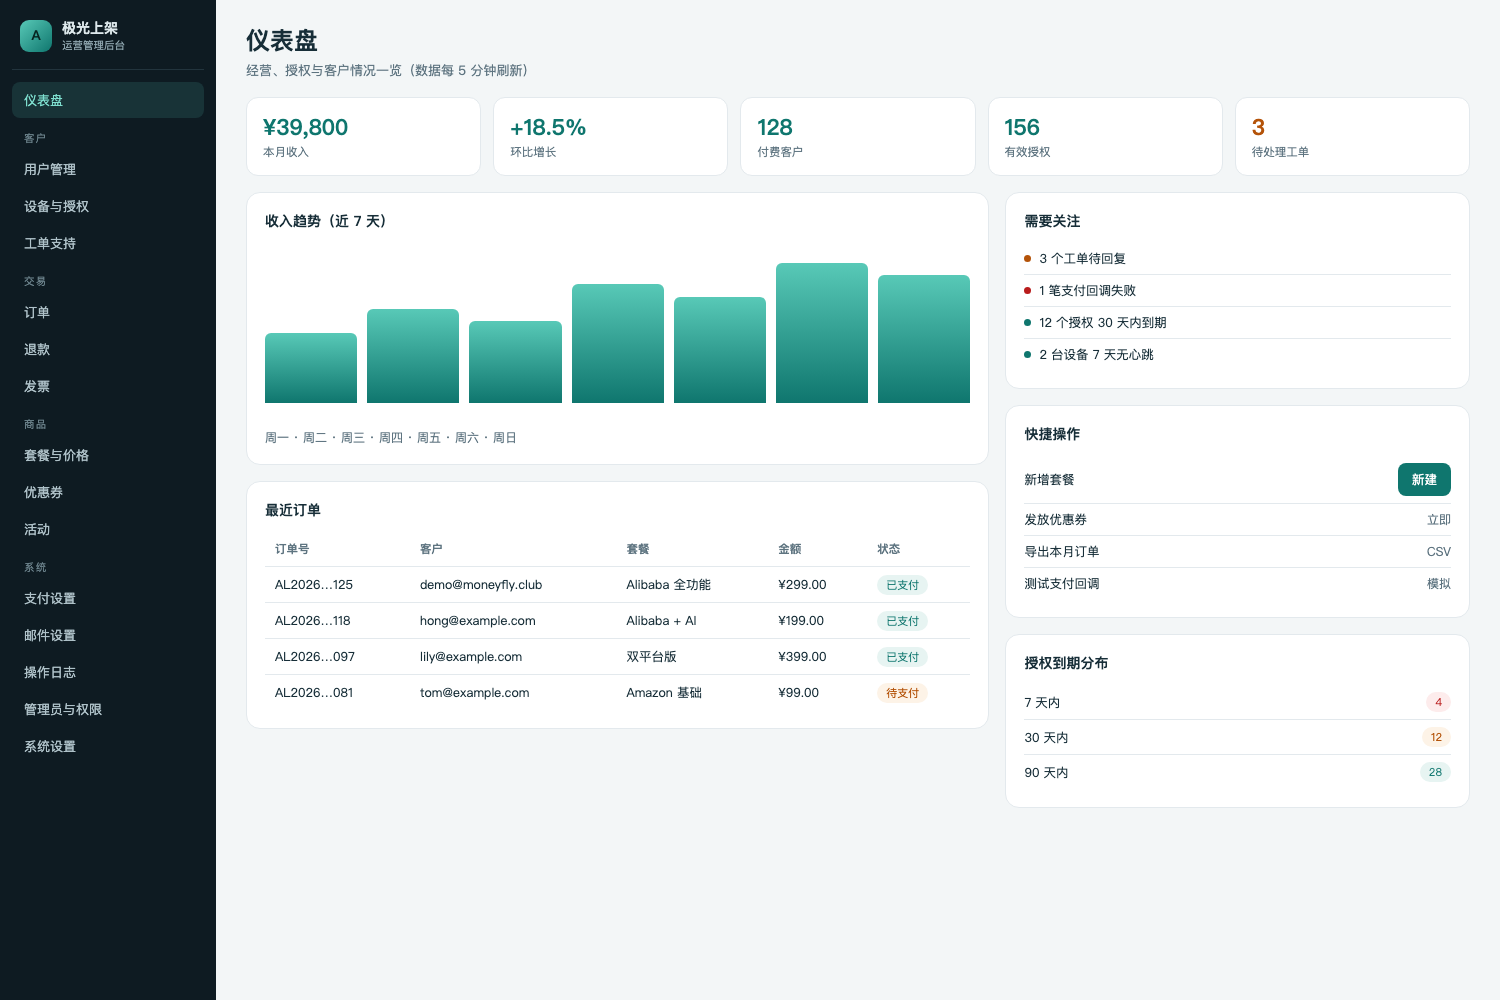 A
极光上架
运营管理后台
仪表盘
客户
用户管理
设备与授权
工单支持
交易
订单
退款
发票
商品
套餐与价格
优惠券
活动
系统
支付设置
邮件设置
操作日志
管理员与权限
系统设置
仪表盘
经营、授权与客户情况一览（数据每 5 分钟刷新）
¥39,800
本月收入
+18.5%
环比增长
128
付费客户
156
有效授权
3
待处理工单
收入趋势（近 7 天）
周一 · 周二 · 周三 · 周四 · 周五 · 周六 · 周日
最近订单
订单号 客户 套餐 金额 状态
AL2026…125 demo@moneyfly.club Alibaba 全功能 ¥299.00 已支付
AL2026…118 hong@example.com Alibaba + AI ¥199.00 已支付
AL2026…097 lily@example.com 双平台版 ¥399.00 已支付
AL2026…081 tom@example.com Amazon 基础 ¥99.00 待支付
需要关注
3 个工单待回复
1 笔支付回调失败
12 个授权 30 天内到期
2 台设备 7 天无心跳
快捷操作
新增套餐 新建
发放优惠券 立即
导出本月订单 CSV
测试支付回调 模拟
授权到期分布
7 天内 4
30 天内 12
90 天内 28